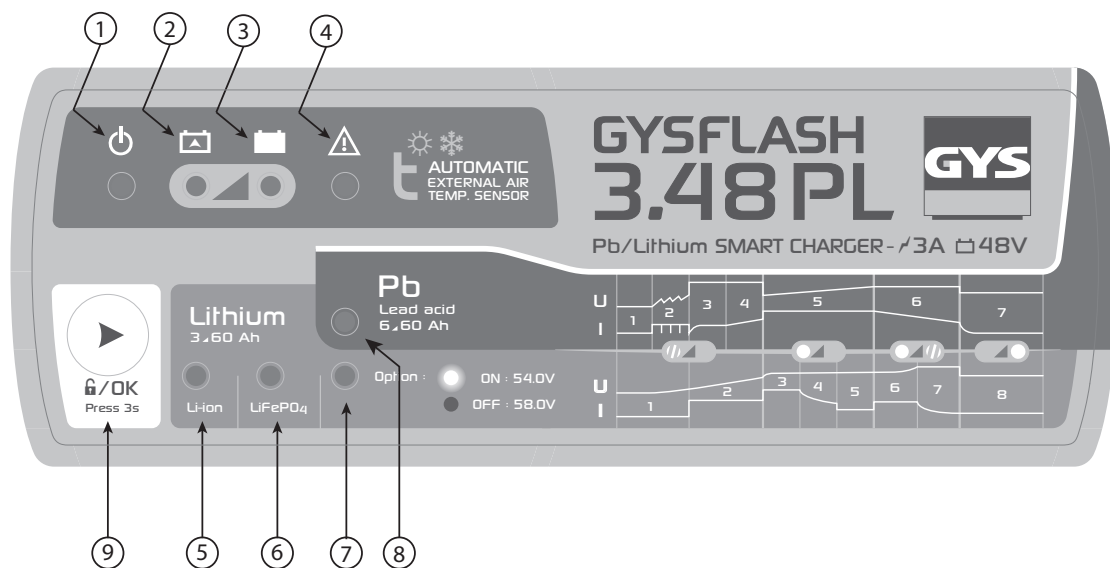 1 2 3 4
AUTOMATIC
EXTERNAL AIR
TEMP. SENSOR
t
GYSFLASH
3.48 PL
GYS
Pb/Lithium SMART CHARGER - 3A 48V
Pb
Lead acid
6 60 Ah
Lithium
3 60 Ah
Li-ion
LiFePO4
/OK
Press 3s
Option :
ON : 54.0V
OFF : 58.0V
U
I
1 2 3 4 5 6 7
U
I
1 2 3 4 5 6 7 8
9 5 6 7 8